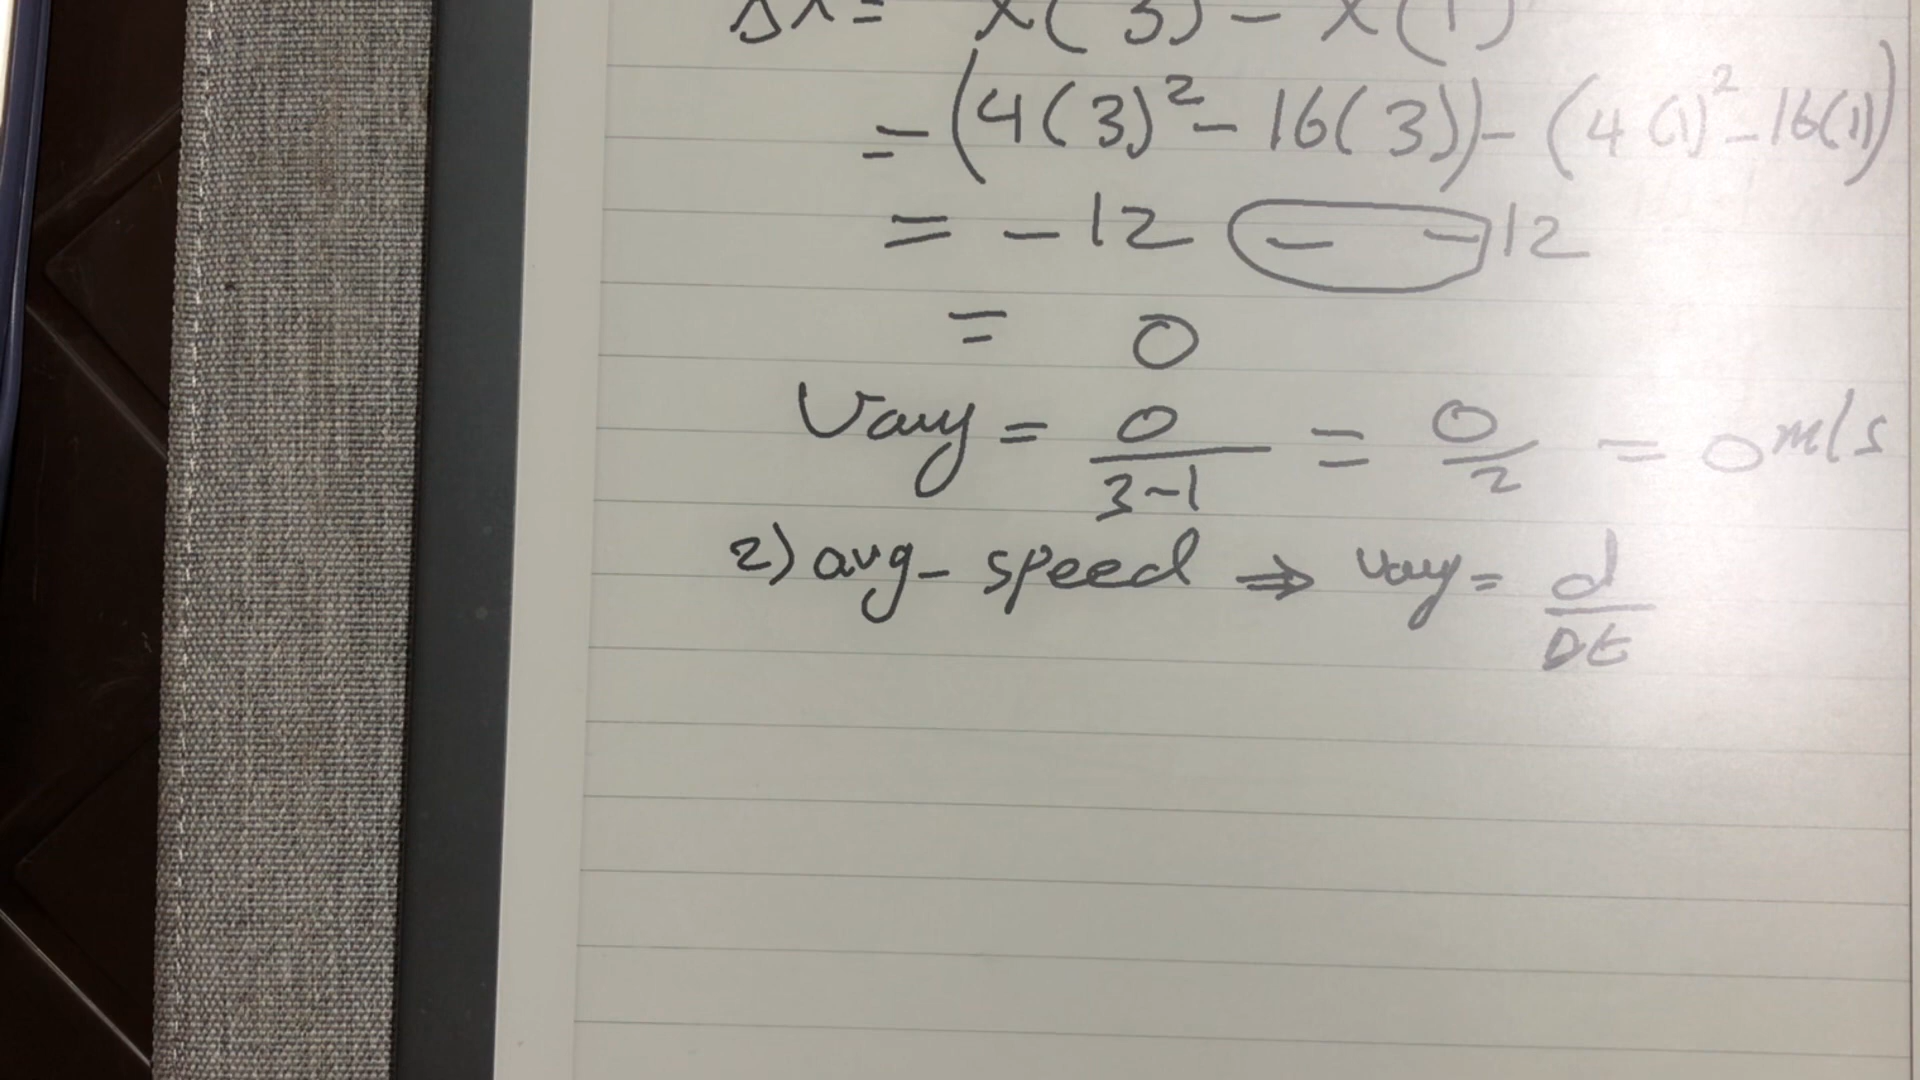 Δx = x(3) - x(1)
= (4(3)² - 16(3)) - (4(1)² - 16(1))
= -12 - -12
= 0
Vavg = 0/3-1 = 0/2 = 0 m/s
2) avg- speed ⇒ Vavg = d/Δt